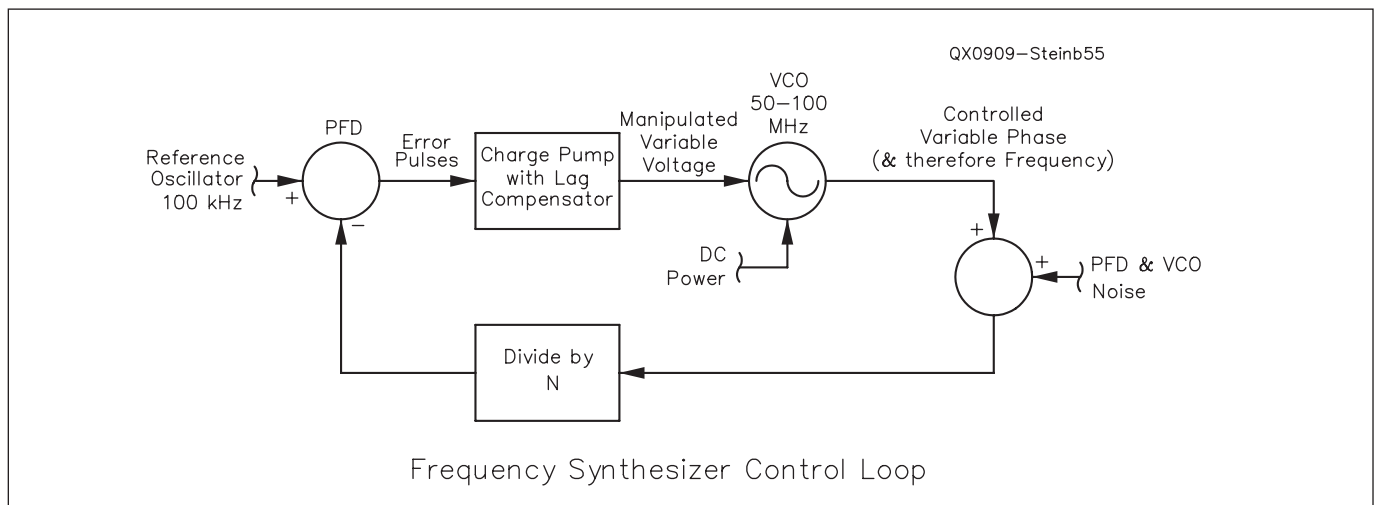 QX0909-Steinb55
VCO
50-100
MHz
PFD
Error
Pulses
Manipulated
Variable
Voltage
Controlled
Variable Phase
(& therefore Frequency)
Reference
Oscillator
100 kHz
+
-
Charge Pump
with Lag
Compensator
DC
Power
+
+
PFD & VCO
Noise
Divide by
N
Frequency Synthesizer Control Loop